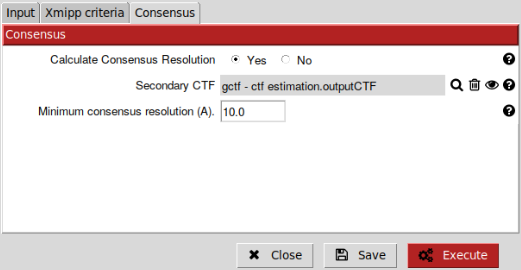 Input Xmipp criteria Consensus
Consensus
Calculate Consensus Resolution Yes No
Secondary CTF gctf - ctf estimation.outputCTF
Minimum consensus resolution (A). 10.0
Close Save Execute